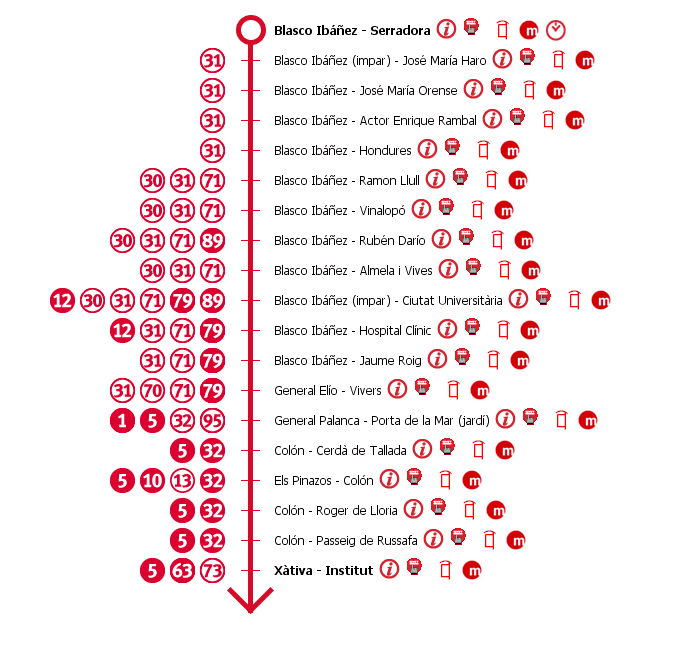 Blasco Ibáñez - Serradora i m
31 Blasco Ibáñez (impar) - José María Haro i m
31 Blasco Ibáñez - José María Orense i m
31 Blasco Ibáñez - Actor Enrique Rambal i m
31 Blasco Ibáñez - Hondures i m
30 31 71 Blasco Ibáñez - Ramon Llull i m
30 31 71 Blasco Ibáñez - Vinalopó i m
30 31 71 89 Blasco Ibáñez - Rubén Darío i m
30 31 71 Blasco Ibáñez - Almela i Vives i m
12 30 31 71 79 89 Blasco Ibáñez (impar) - Ciutat Universitària i m
12 31 71 79 Blasco Ibáñez - Hospital Clínic i m
31 71 79 Blasco Ibáñez - Jaume Roig i m
31 70 71 79 General Elío - Vivers i m
1 5 32 95 General Palanca - Porta de la Mar (jardí) i m
5 32 Colón - Cerdà de Tallada i m
5 10 13 32 Els Pinazos - Colón i m
5 32 Colón - Roger de Lloria i m
5 32 Colón - Passeig de Russafa i m
5 63 73 Xàtiva - Institut i m